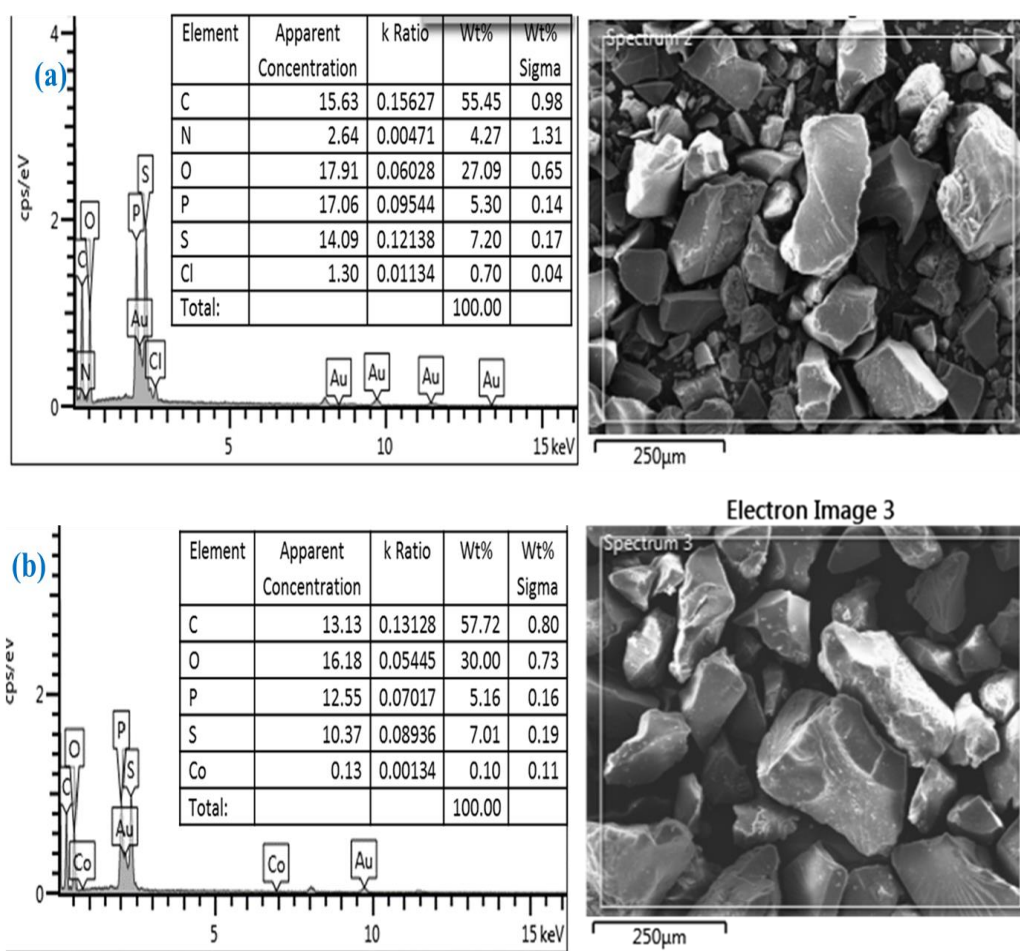 (a)
cps/eV
4
2
0
C
O
N
P
S
Au
Cl
Au
Au
Au
Au
5
10
15 keV
Element Apparent Concentration k Ratio Wt% Wt% Sigma
C 15.63 0.15627 55.45 0.98
N 2.64 0.00471 4.27 1.31
O 17.91 0.06028 27.09 0.65
P 17.06 0.09544 5.30 0.14
S 14.09 0.12138 7.20 0.17
Cl 1.30 0.01134 0.70 0.04
Total: 100.00
Spectrum 2
250µm
(b)
cps/eV
2
0
C
O
Co
P
S
Au
Co
Au
5
10
15 keV
Element Apparent Concentration k Ratio Wt% Wt% Sigma
C 13.13 0.13128 57.72 0.80
O 16.18 0.05445 30.00 0.73
P 12.55 0.07017 5.16 0.16
S 10.37 0.08936 7.01 0.19
Co 0.13 0.00134 0.10 0.11
Total: 100.00
Electron Image 3
Spectrum 3
250µm